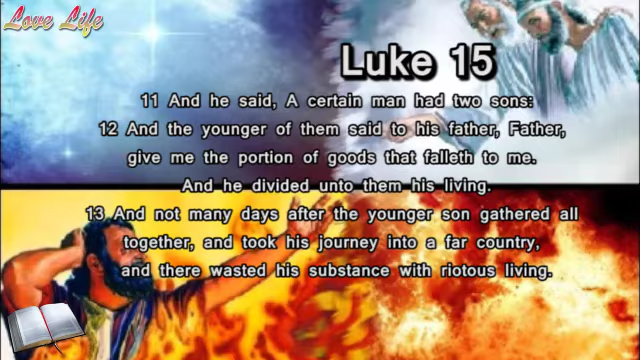 Love Life
Luke 15
11 And he said, A certain man had two sons:
12 And the younger of them said to his father, Father,
give me the portion of goods that falleth to me.
And he divided unto them his living.
13 And not many days after the younger son gathered all
together, and took his journey into a far country,
and there wasted his substance with riotous living.